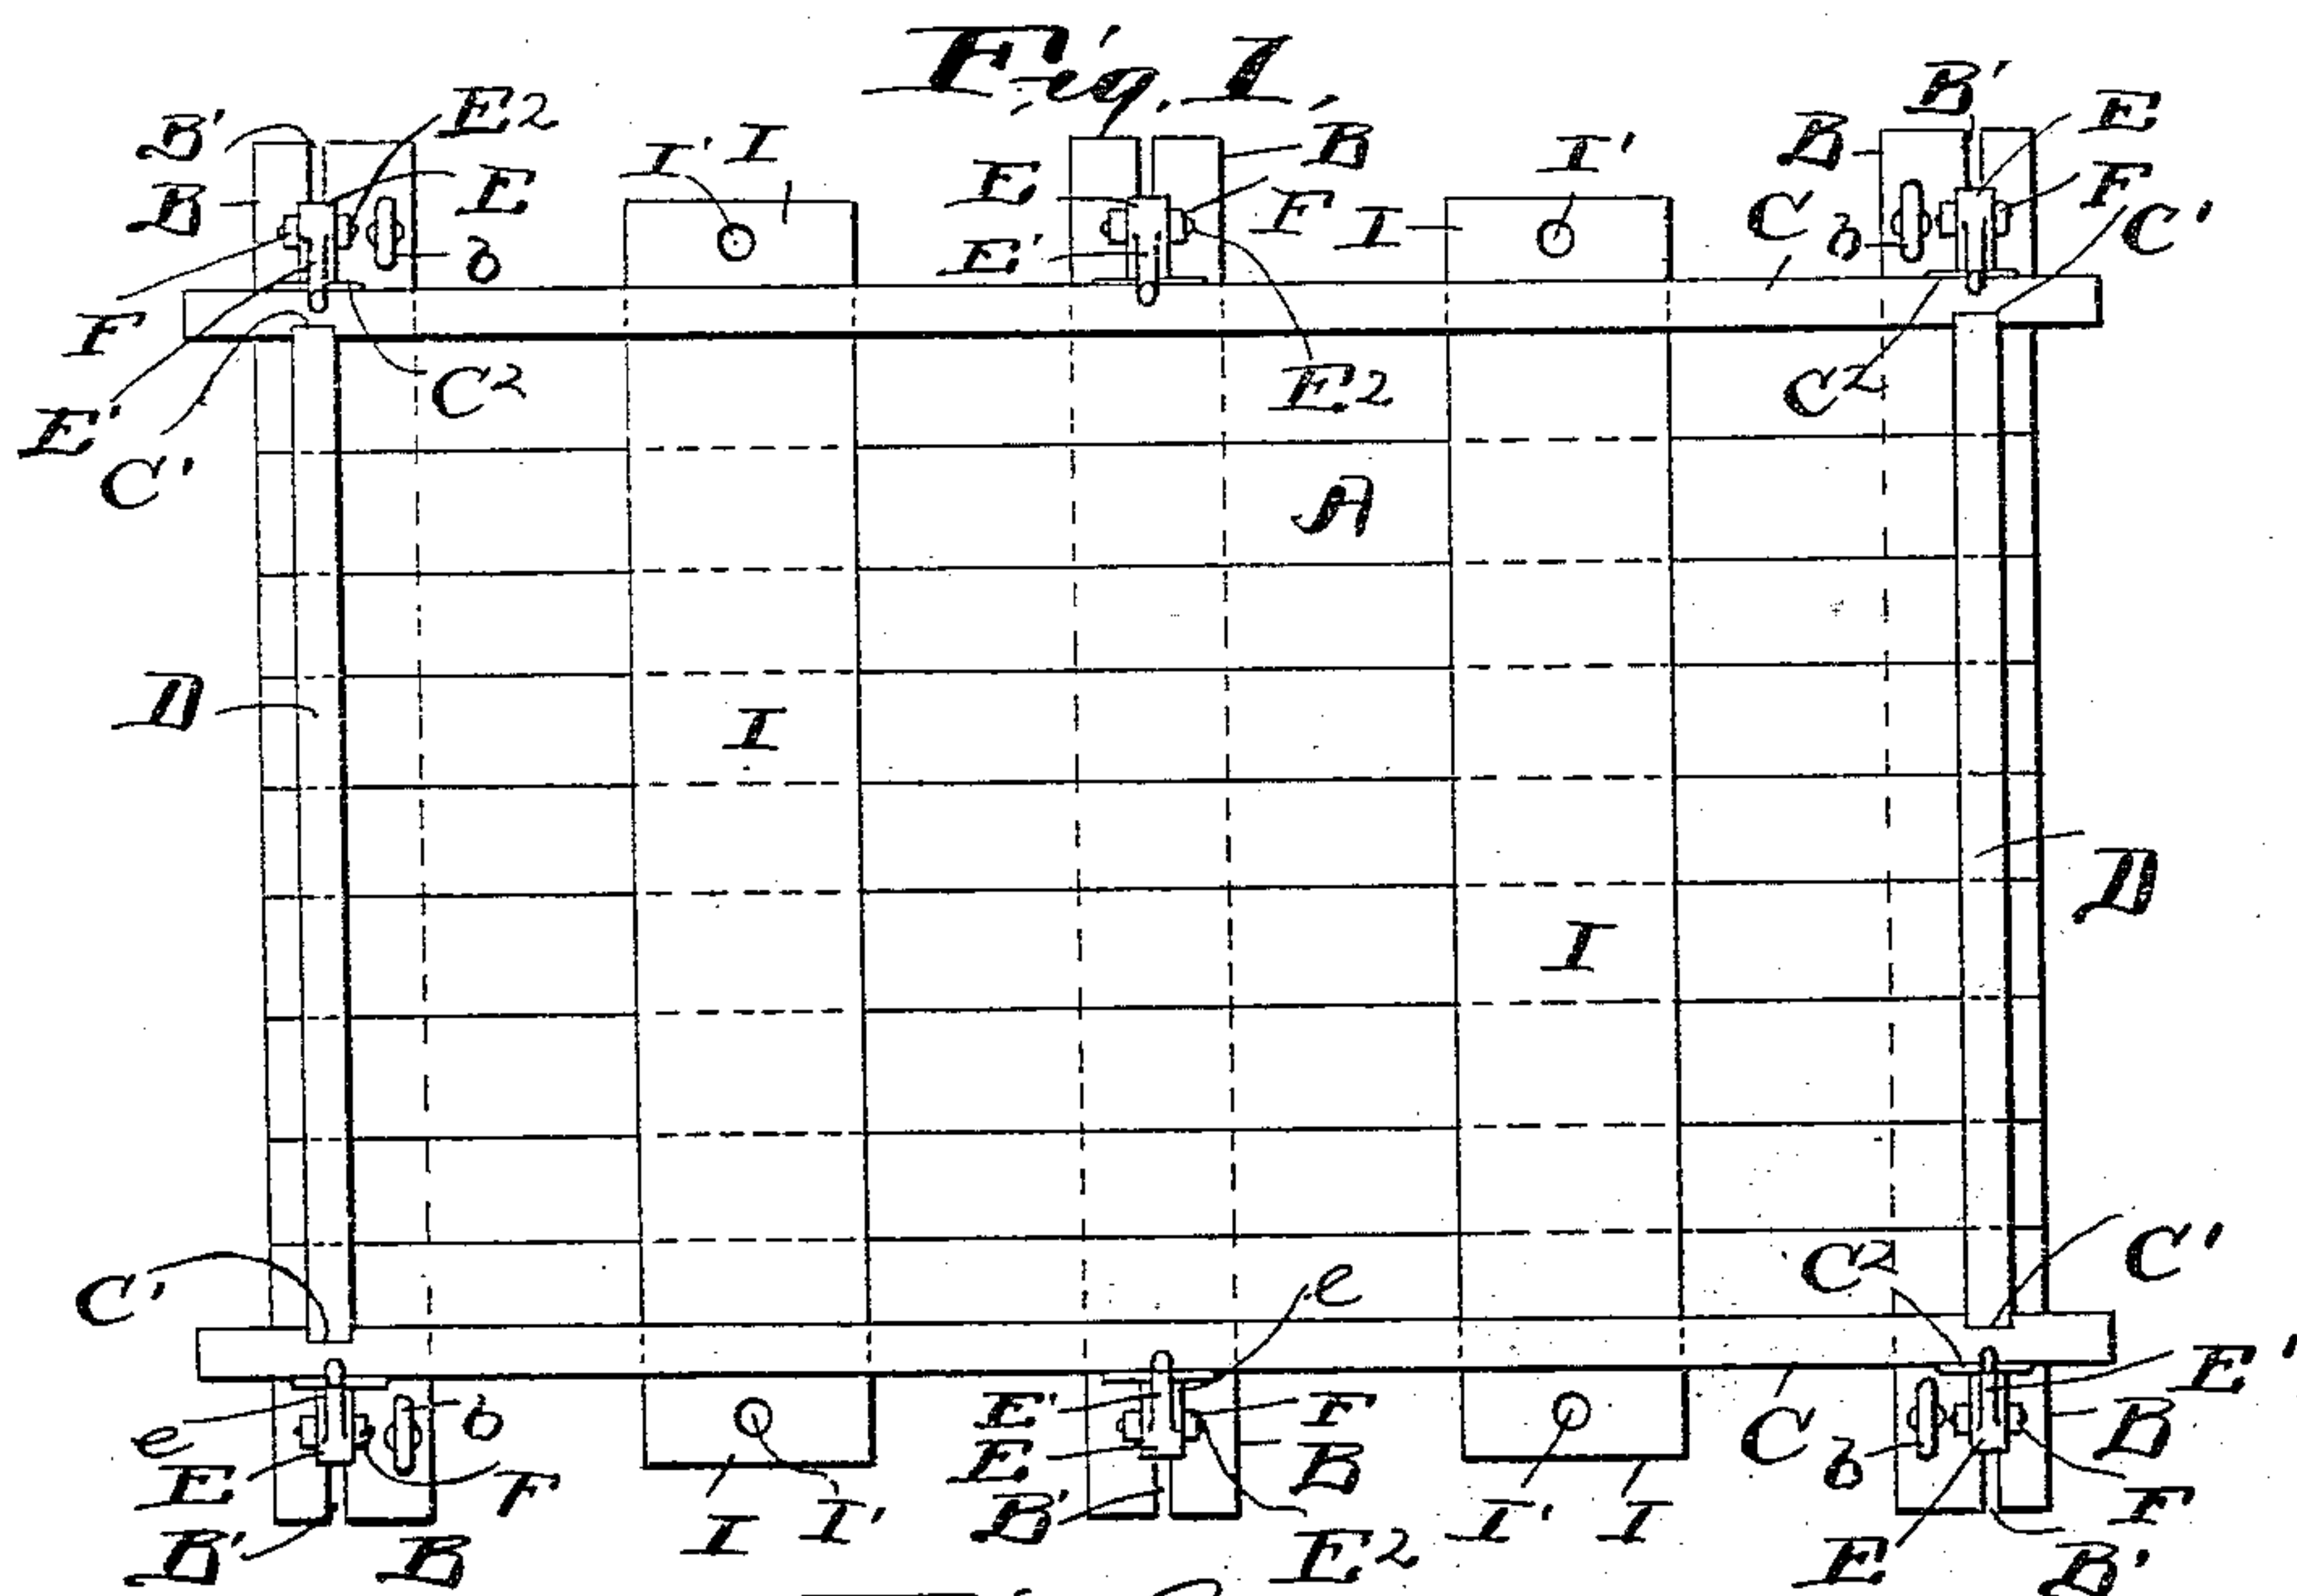 Fig. 1.
B' E2 I' I B B' E
B E E F I' B F
b E' I C b C'
F
E' C2 E2 C2
C'
A
D I
D
I
C' e C2 C'
e b E' F C E'
E F E B b B
B' B I I' B' E2 I' I E F
B'